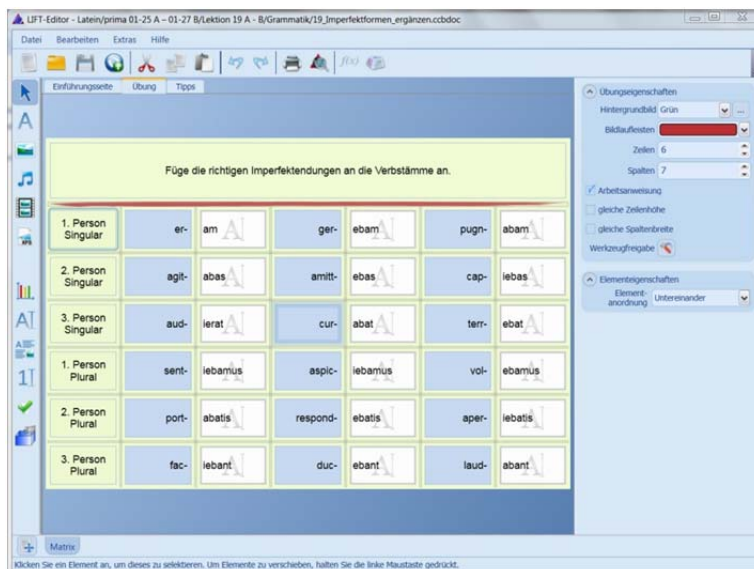 LIFT-Editor - Latein/prima 01-25 A – 01-27 B/Lektion 19 A - B/Grammatik/19_Imperfektformen_ergänzen.ccbdoc
Datei Bearbeiten Extras Hilfe
f(x)
Einführungsseite Übung Tipps
Füge die richtigen Imperfektendungen an die Verbstämme an.
1. Person
Singular
er- am ger- ebam pugn- abam
2. Person
Singular
agit- abas amitt- ebas cap- iebas
3. Person
Singular
aud- ierat cur- abat terr- ebat
1. Person
Plural
sent- iebamus aspic- iebamus vol- ebamus
2. Person
Plural
port- abatis respond- ebatis aper- iebatis
3. Person
Plural
fac- iebant duc- ebant laud- abant
Matrix
Klicken Sie ein Element an, um dieses zu selektieren. Um Elemente zu verschieben, halten Sie die linke Maustaste gedrückt.
Übungseigenschaften
Hintergrundbild Grün ...
Bildlaufleisten
Zeilen 6
Spalten 7
Arbeitsanweisung
gleiche Zeilenhöhe
gleiche Spaltenbreite
Werkzeugfreigabe
Elementeigenschaften
Element-
anordnung Untereinander